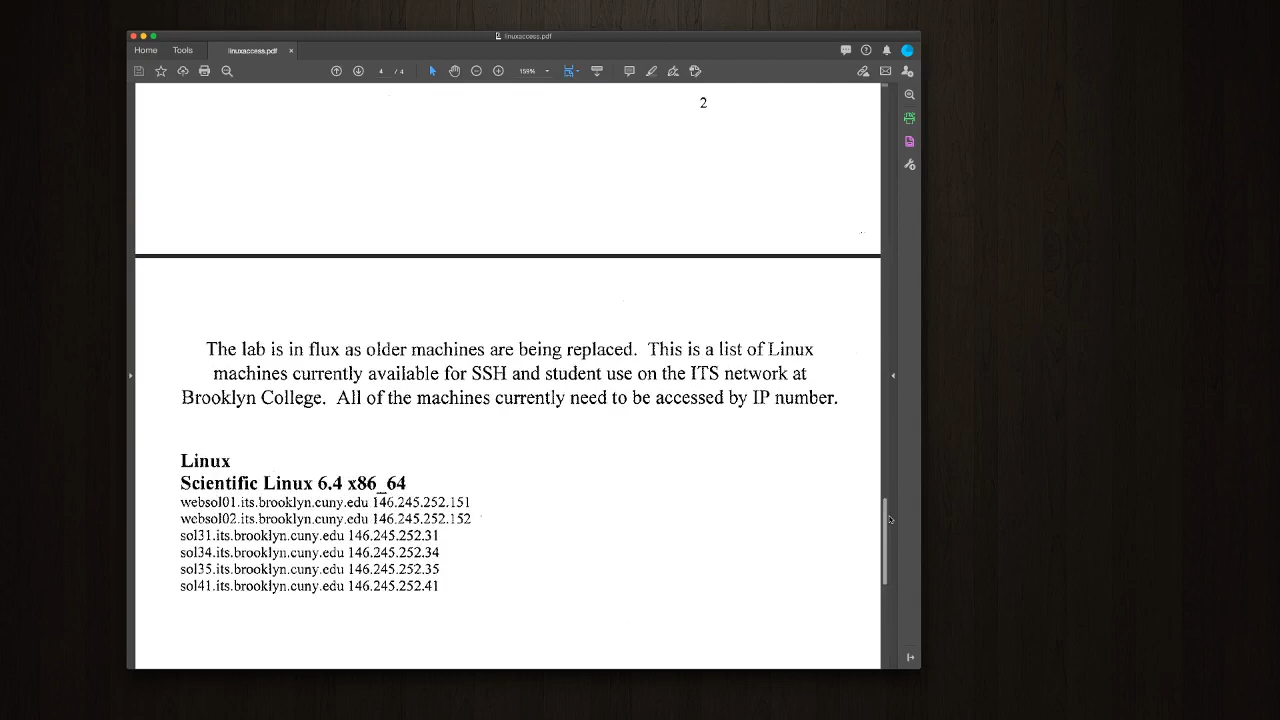 linuxaccess.pdf
Home Tools linuxaccess.pdf ×
4 / 4 159%
2
The lab is in flux as older machines are being replaced. This is a list of Linux
machines currently available for SSH and student use on the ITS network at
Brooklyn College. All of the machines currently need to be accessed by IP number.
Linux
Scientific Linux 6.4 x86_64
websol01.its.brooklyn.cuny.edu 146.245.252.151
websol02.its.brooklyn.cuny.edu 146.245.252.152
sol31.its.brooklyn.cuny.edu 146.245.252.31
sol34.its.brooklyn.cuny.edu 146.245.252.34
sol35.its.brooklyn.cuny.edu 146.245.252.35
sol41.its.brooklyn.cuny.edu 146.245.252.41